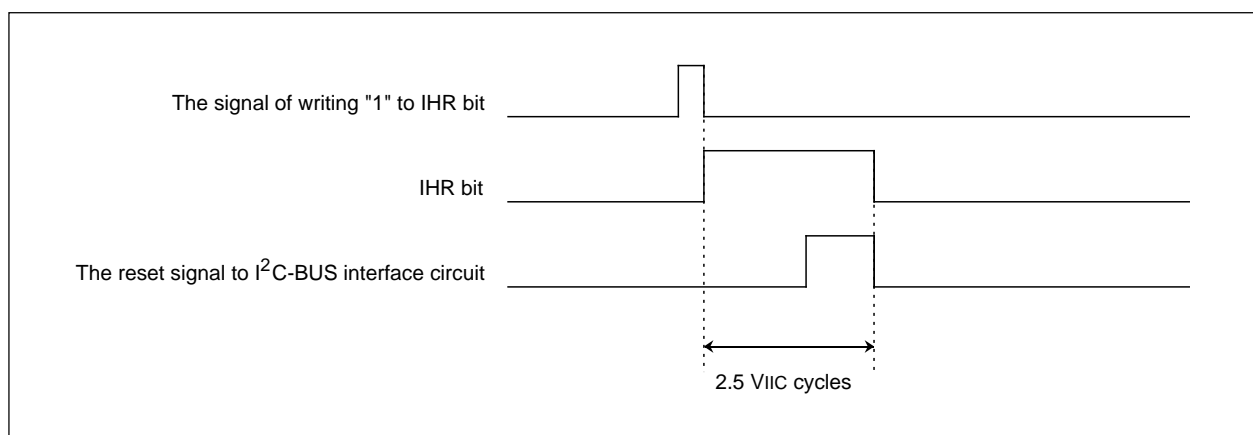 The signal of writing "1" to IHR bit
IHR bit
The reset signal to I²C-BUS interface circuit
2.5 VIIC cycles